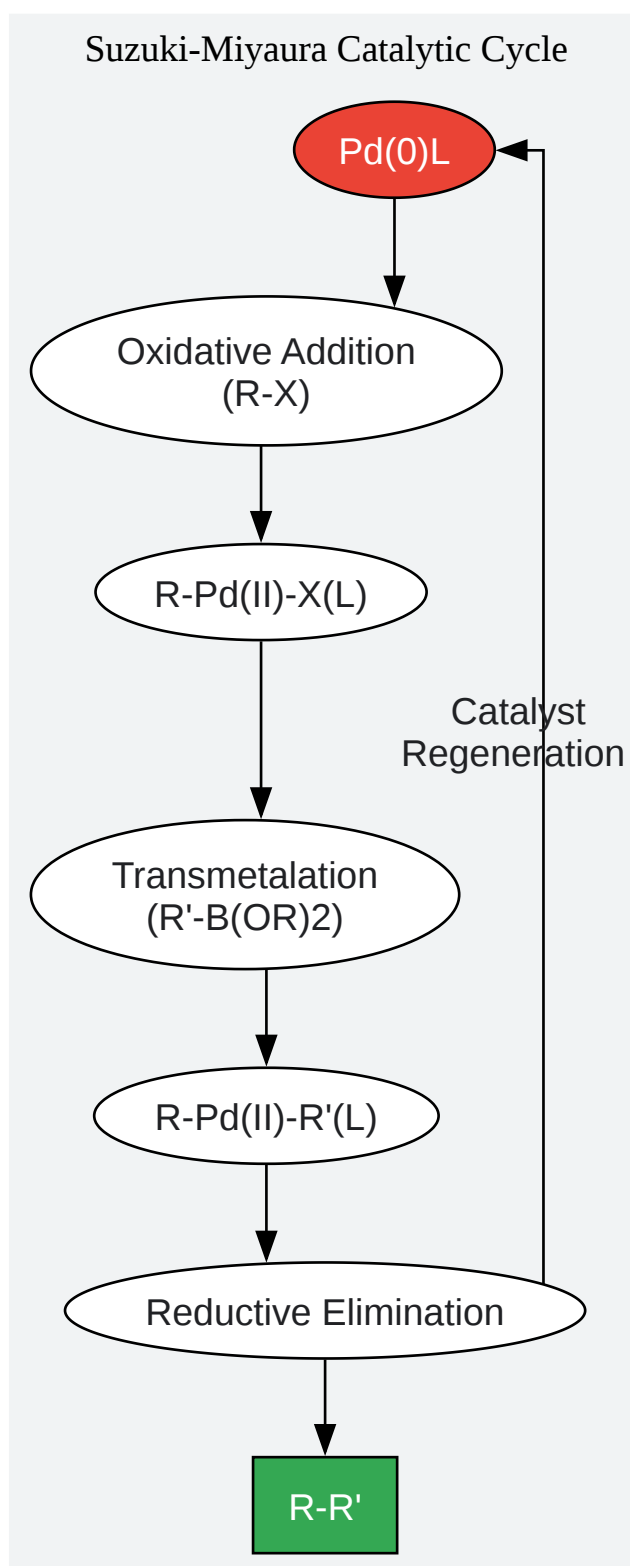 Suzuki-Miyaura Catalytic Cycle
Pd(0)L
Oxidative Addition
(R-X)
R-Pd(II)-X(L)
Catalyst
Regeneration
Transmetalation
(R'-B(OR)2)
R-Pd(II)-R'(L)
Reductive Elimination
R-R'